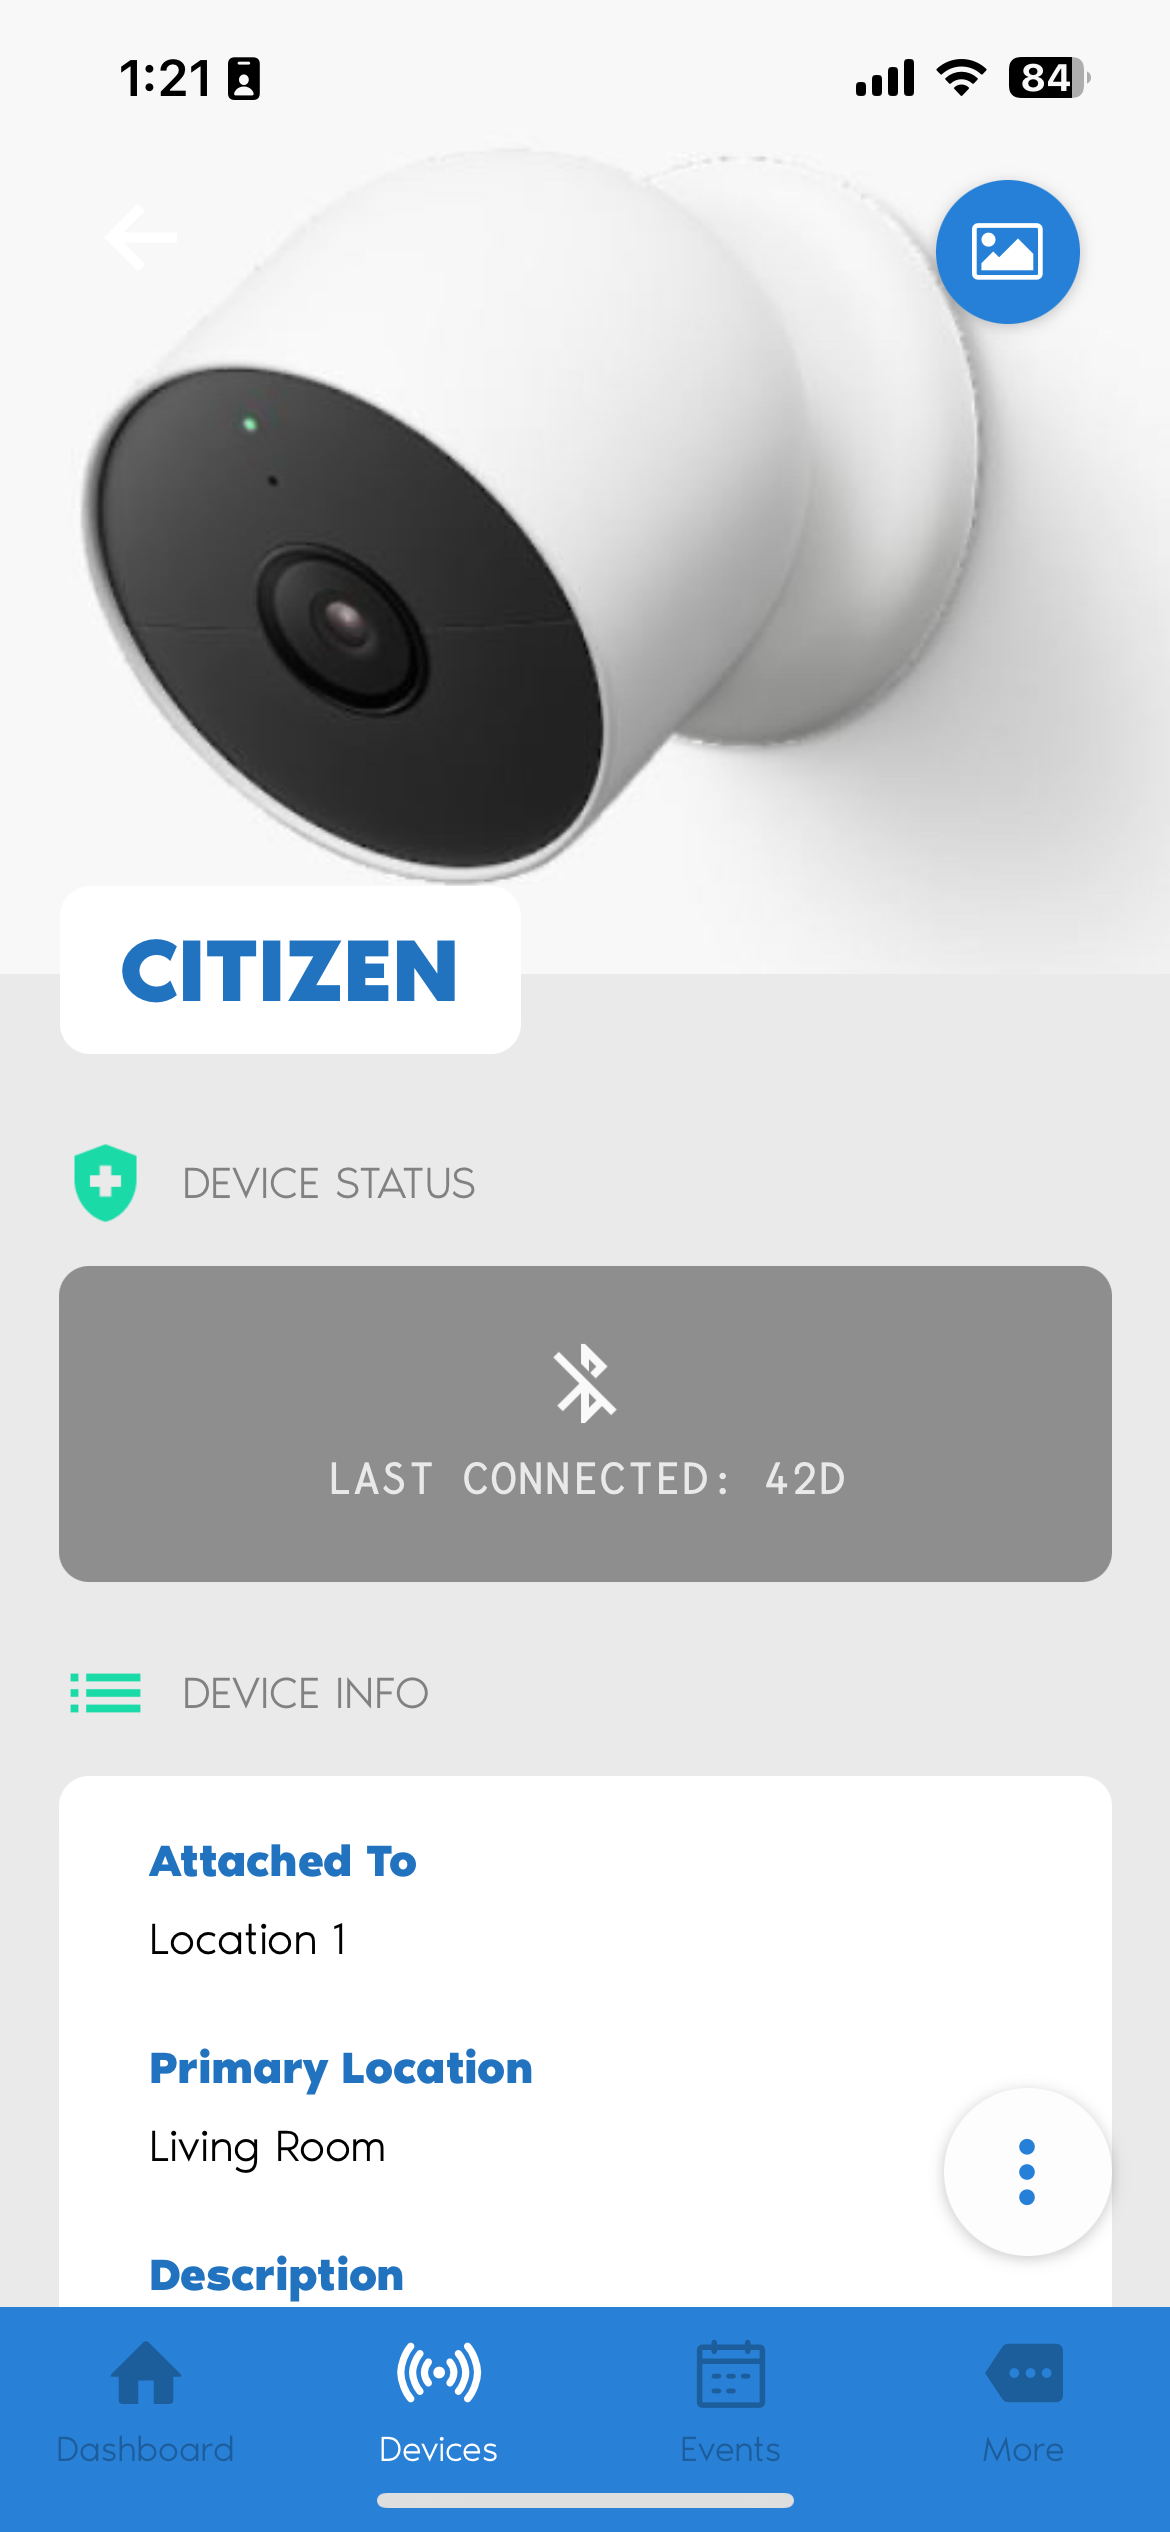 1:21
84
CITIZEN
DEVICE STATUS
LAST CONNECTED: 42D
DEVICE INFO
Attached To
Location 1
Primary Location
Living Room
Description
Dashboard
Devices
Events
More